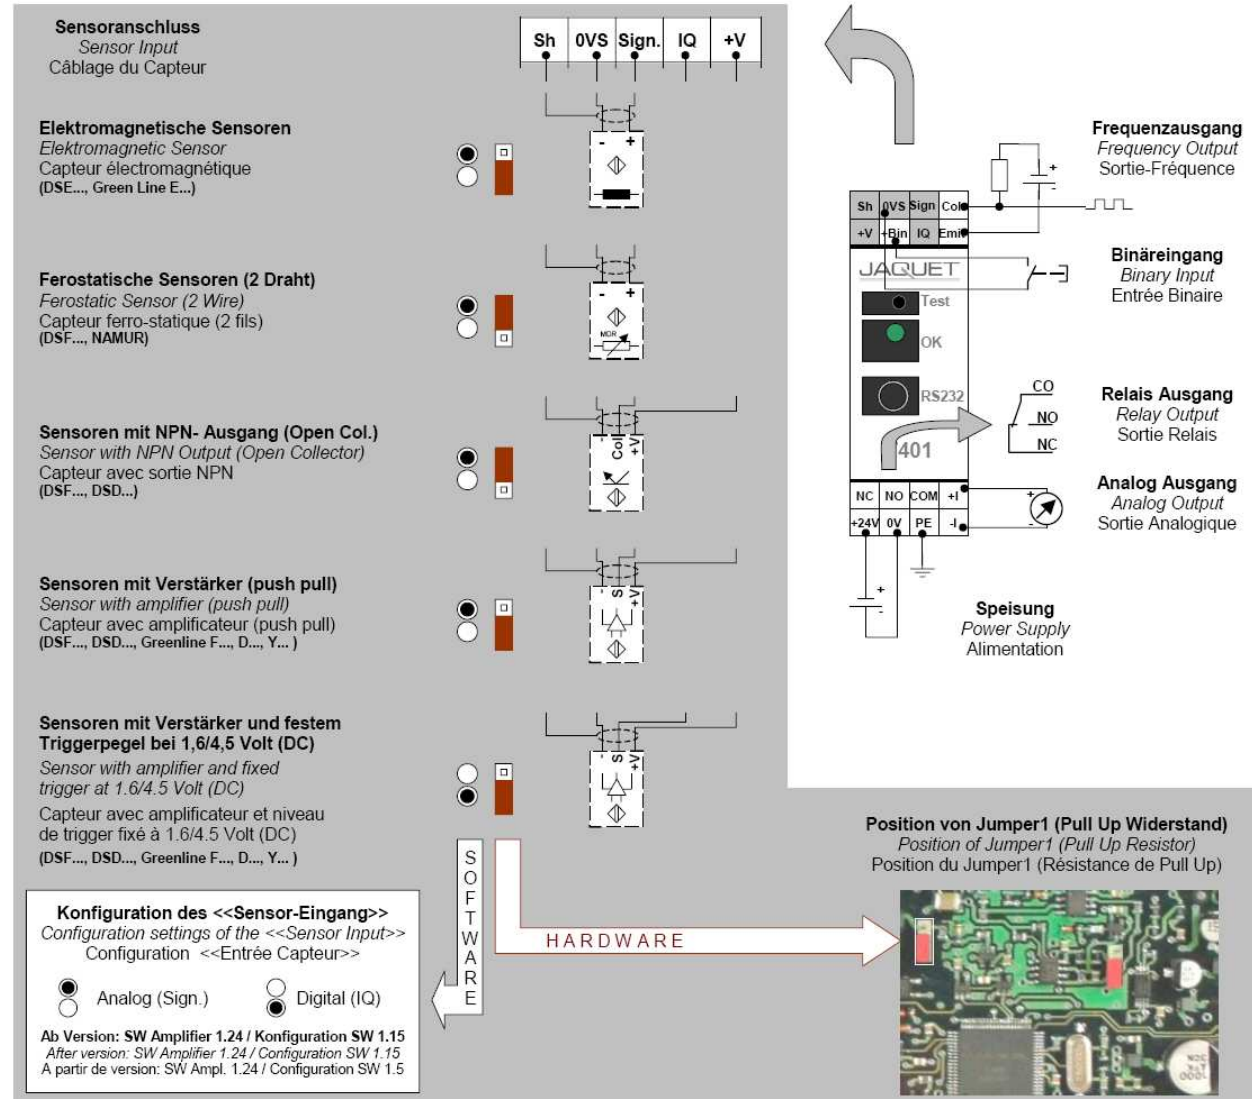 Sensoranschluss
Sensor Input
Câblage du Capteur
Sh 0VS Sign. IQ +V
Elektromagnetische Sensoren
Elektromagnetic Sensor
Capteur électromagnétique
(DSE..., Green Line E...)
- +
Ferostatische Sensoren (2 Draht)
Ferostatic Sensor (2 Wire)
Capteur ferro-statique (2 fils)
(DSF..., NAMUR)
- +
MDR
Sensoren mit NPN- Ausgang (Open Col.)
Sensor with NPN Output (Open Collector)
Capteur avec sortie NPN
(DSF..., DSD...)
- Col +V
Sensoren mit Verstärker (push pull)
Sensor with amplifier (push pull)
Capteur avec amplificateur (push pull)
(DSF..., DSD..., Greenline F..., D..., Y... )
- S +V
Sensoren mit Verstärker und festem
Triggerpegel bei 1,6/4,5 Volt (DC)
Sensor with amplifier and fixed
trigger at 1.6/4.5 Volt (DC)
Capteur avec amplificateur et niveau
de trigger fixé à 1.6/4.5 Volt (DC)
(DSF..., DSD..., Greenline F..., D..., Y... )
- S +V
SOFTWARE
HARDWARE
Konfiguration des <<Sensor-Eingang>>
Configuration settings of the <<Sensor Input>>
Configuration <<Entrée Capteur>>
Analog (Sign.) Digital (IQ)
Ab Version: SW Amplifier 1.24 / Konfiguration SW 1.15
After version: SW Amplifier 1.24 / Configuration SW 1.15
A partir de version: SW Ampl. 1.24 / Configuration SW 1.5
Frequenzausgang
Frequency Output
Sortie-Fréquence
+
-
Sh 0VS Sign Col
+V +Bin IQ Emit
JAQUET
Test
OK
RS232
401
NC NO COM +I
+24V 0V PE -I
Binäreingang
Binary Input
Entrée Binaire
CO
NO
NC
Relais Ausgang
Relay Output
Sortie Relais
Analog Ausgang
Analog Output
Sortie Analogique
+
-
+
-
Speisung
Power Supply
Alimentation
Position von Jumper1 (Pull Up Widerstand)
Position of Jumper1 (Pull Up Resistor)
Position du Jumper1 (Résistance de Pull Up)